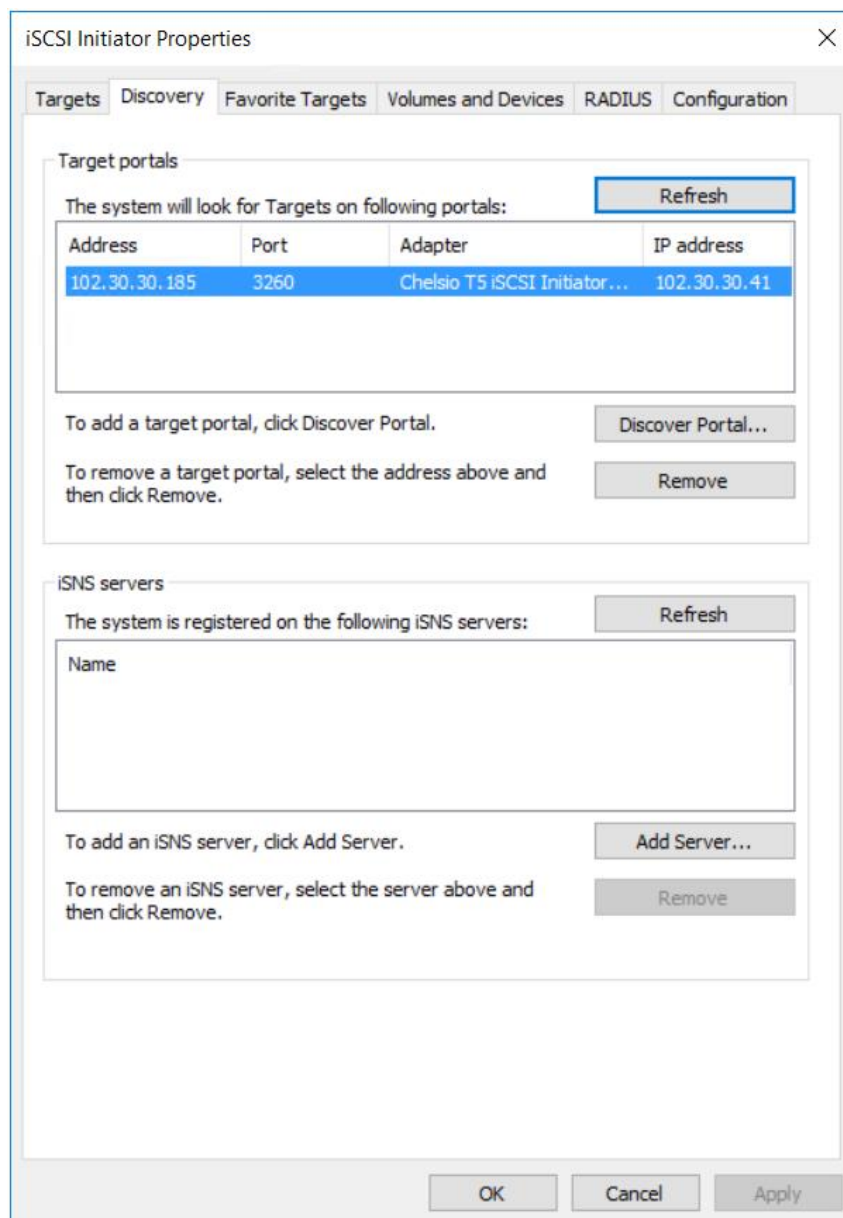 iSCSI Initiator Properties
Targets Discovery Favorite Targets Volumes and Devices RADIUS Configuration
Target portals
The system will look for Targets on following portals:
Refresh
Address Port Adapter IP address
102.30.30.185 3260 Chelsio T5 iSCSI Initiator... 102.30.30.41
To add a target portal, click Discover Portal.
Discover Portal...
To remove a target portal, select the address above and
then click Remove.
Remove
iSNS servers
The system is registered on the following iSNS servers:
Refresh
Name
To add an iSNS server, click Add Server.
Add Server...
To remove an iSNS server, select the server above and
then click Remove.
Remove
OK Cancel Apply